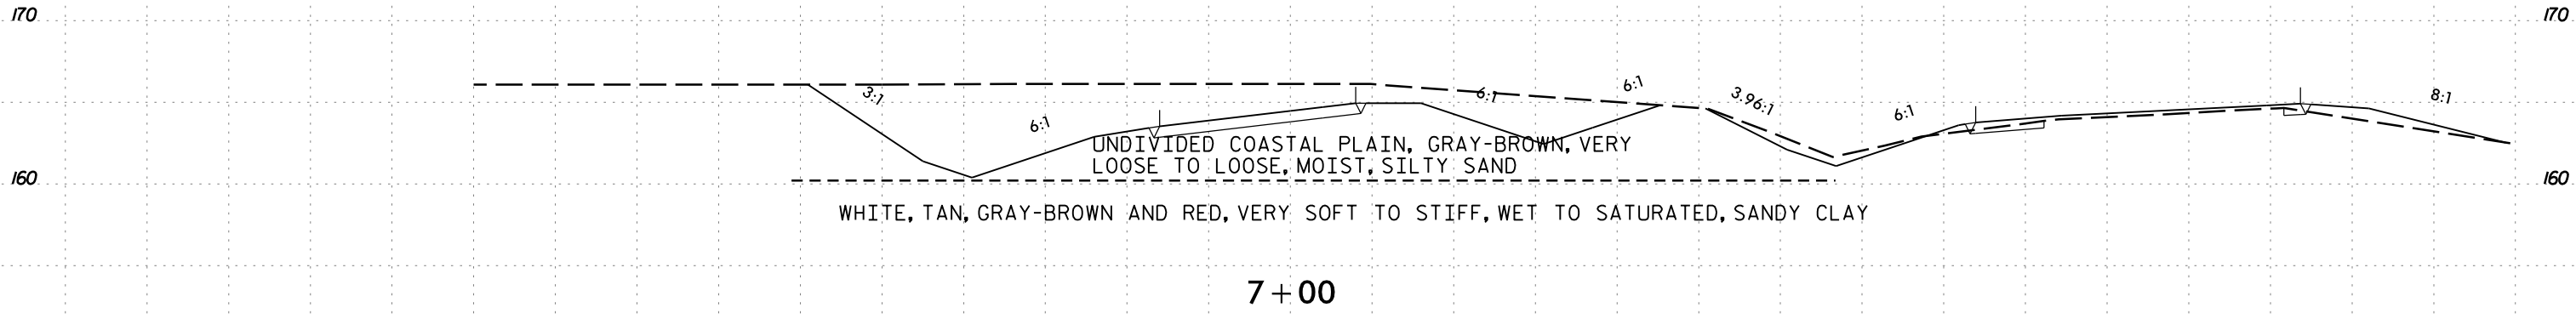 170 170
3:1 6:1 6:1 6:1 3.96:1 6:1 8:1
UNDIVIDED COASTAL PLAIN, GRAY-BROWN, VERY
LOOSE TO LOOSE, MOIST, SILTY SAND
160 160
WHITE, TAN, GRAY-BROWN AND RED, VERY SOFT TO STIFF, WET TO SATURATED, SANDY CLAY
7+00